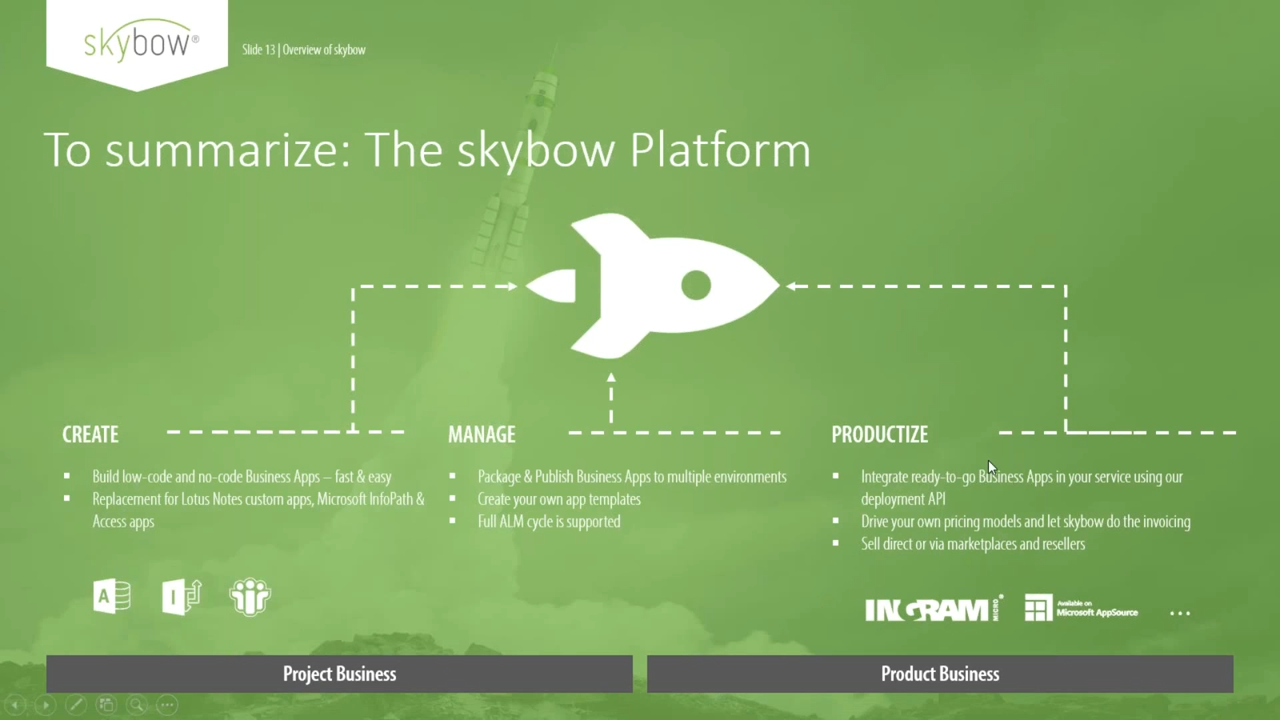 skybow®
Slide 13 | Overview of skybow
To summarize: The skybow Platform
CREATE
Build low-code and no-code Business Apps – fast & easy
Replacement for Lotus Notes custom apps, Microsoft InfoPath &
Access apps
A
I
MANAGE
Package & Publish Business Apps to multiple environments
Create your own app templates
Full ALM cycle is supported
PRODUCTIZE
Integrate ready-to-go Business Apps in your service using our
deployment API
Drive your own pricing models and let skybow do the invoicing
Sell direct or via marketplaces and resellers
INGRAM MICRO®
Available on
Microsoft AppSource
...
Project Business
Product Business